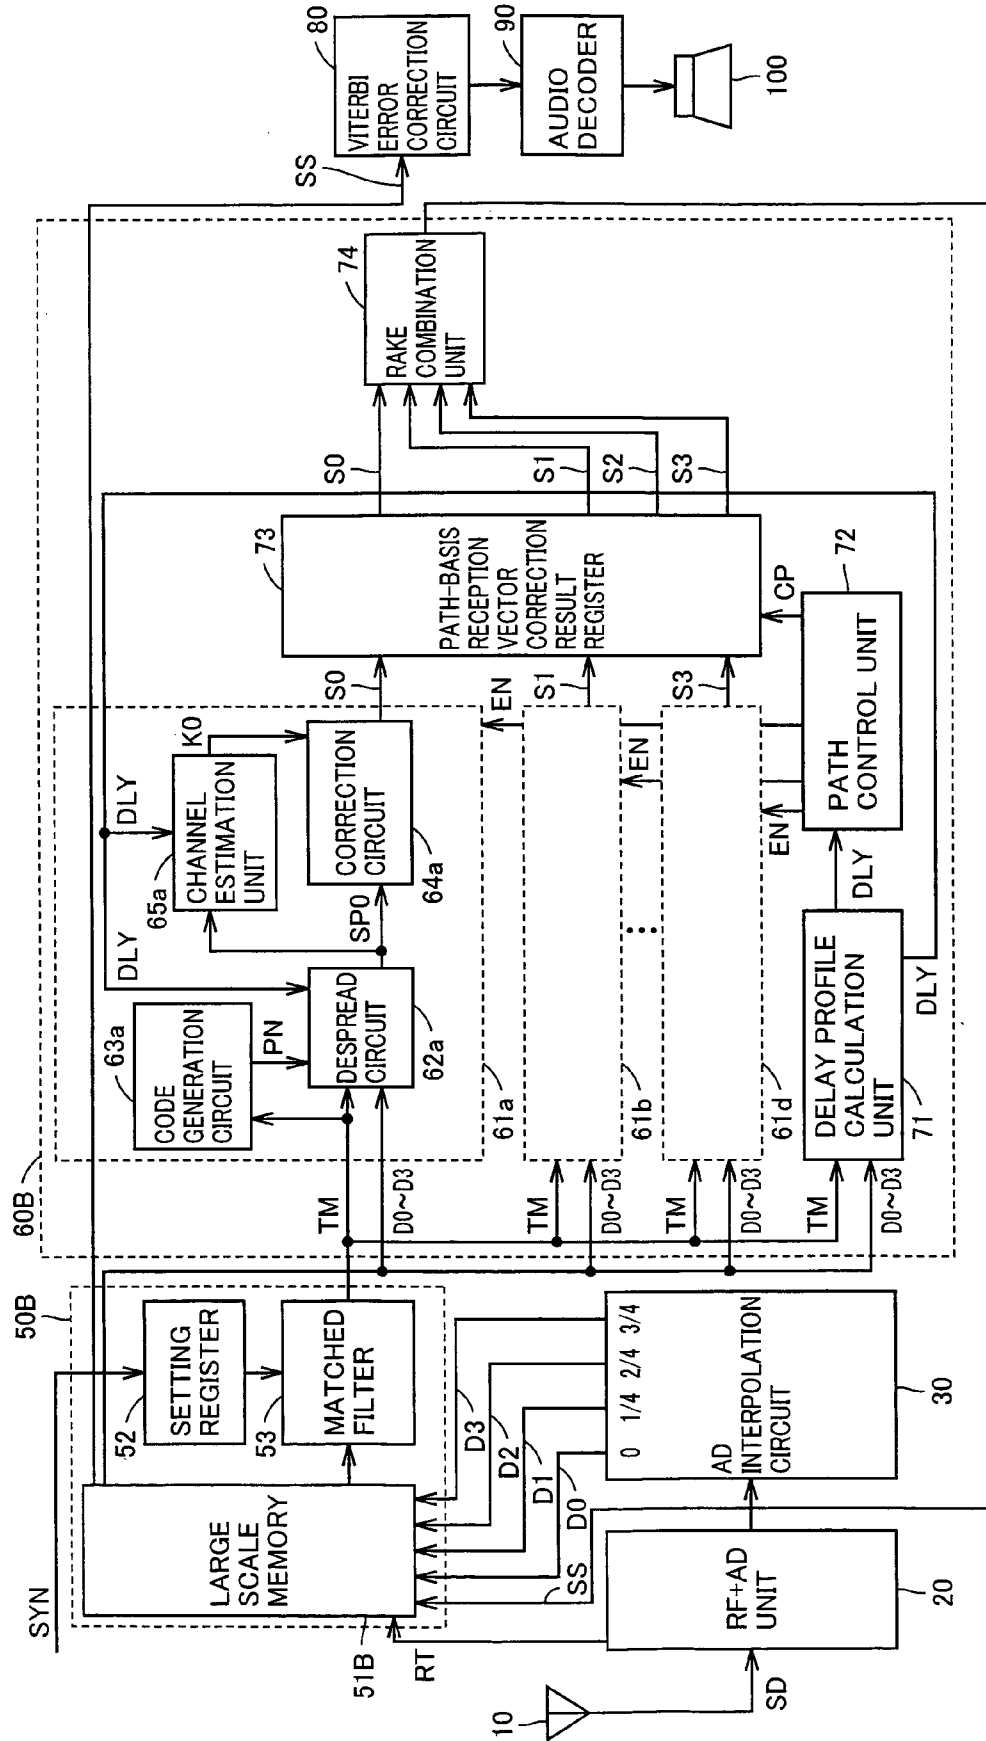 SYN
51B
LARGE
SCALE
MEMORY
50B
52
SETTING
REGISTER
53
MATCHED
FILTER
RT
SS
D0
D1
D2
D3
10
SD
RF+AD
UNIT
20
0 1/4 2/4 3/4
AD
INTERPOLATION
CIRCUIT
30
60B
TM
D0~D3
TM
D0~D3
TM
D0~D3
TM
D0~D3
63a
CODE
GENERATION
CIRCUIT
PN
DLY
DESPREAD
CIRCUIT
62a
SP0
DLY
65a
CHANNEL
ESTIMATION
UNIT
K0
CORRECTION
CIRCUIT
64a
61a
EN
61b
EN
61d
EN
DELAY PROFILE
CALCULATION
UNIT
71
DLY
DLY
PATH
CONTROL UNIT
72
CP
S0
S1
S3
73
PATH-BASIS
RECEPTION
VECTOR
CORRECTION
RESULT
REGISTER
S0
S1
S2
S3
74
RAKE
COMBINATION
UNIT
SS
80
VITERBI
ERROR
CORRECTION
CIRCUIT
90
AUDIO
DECODER
100